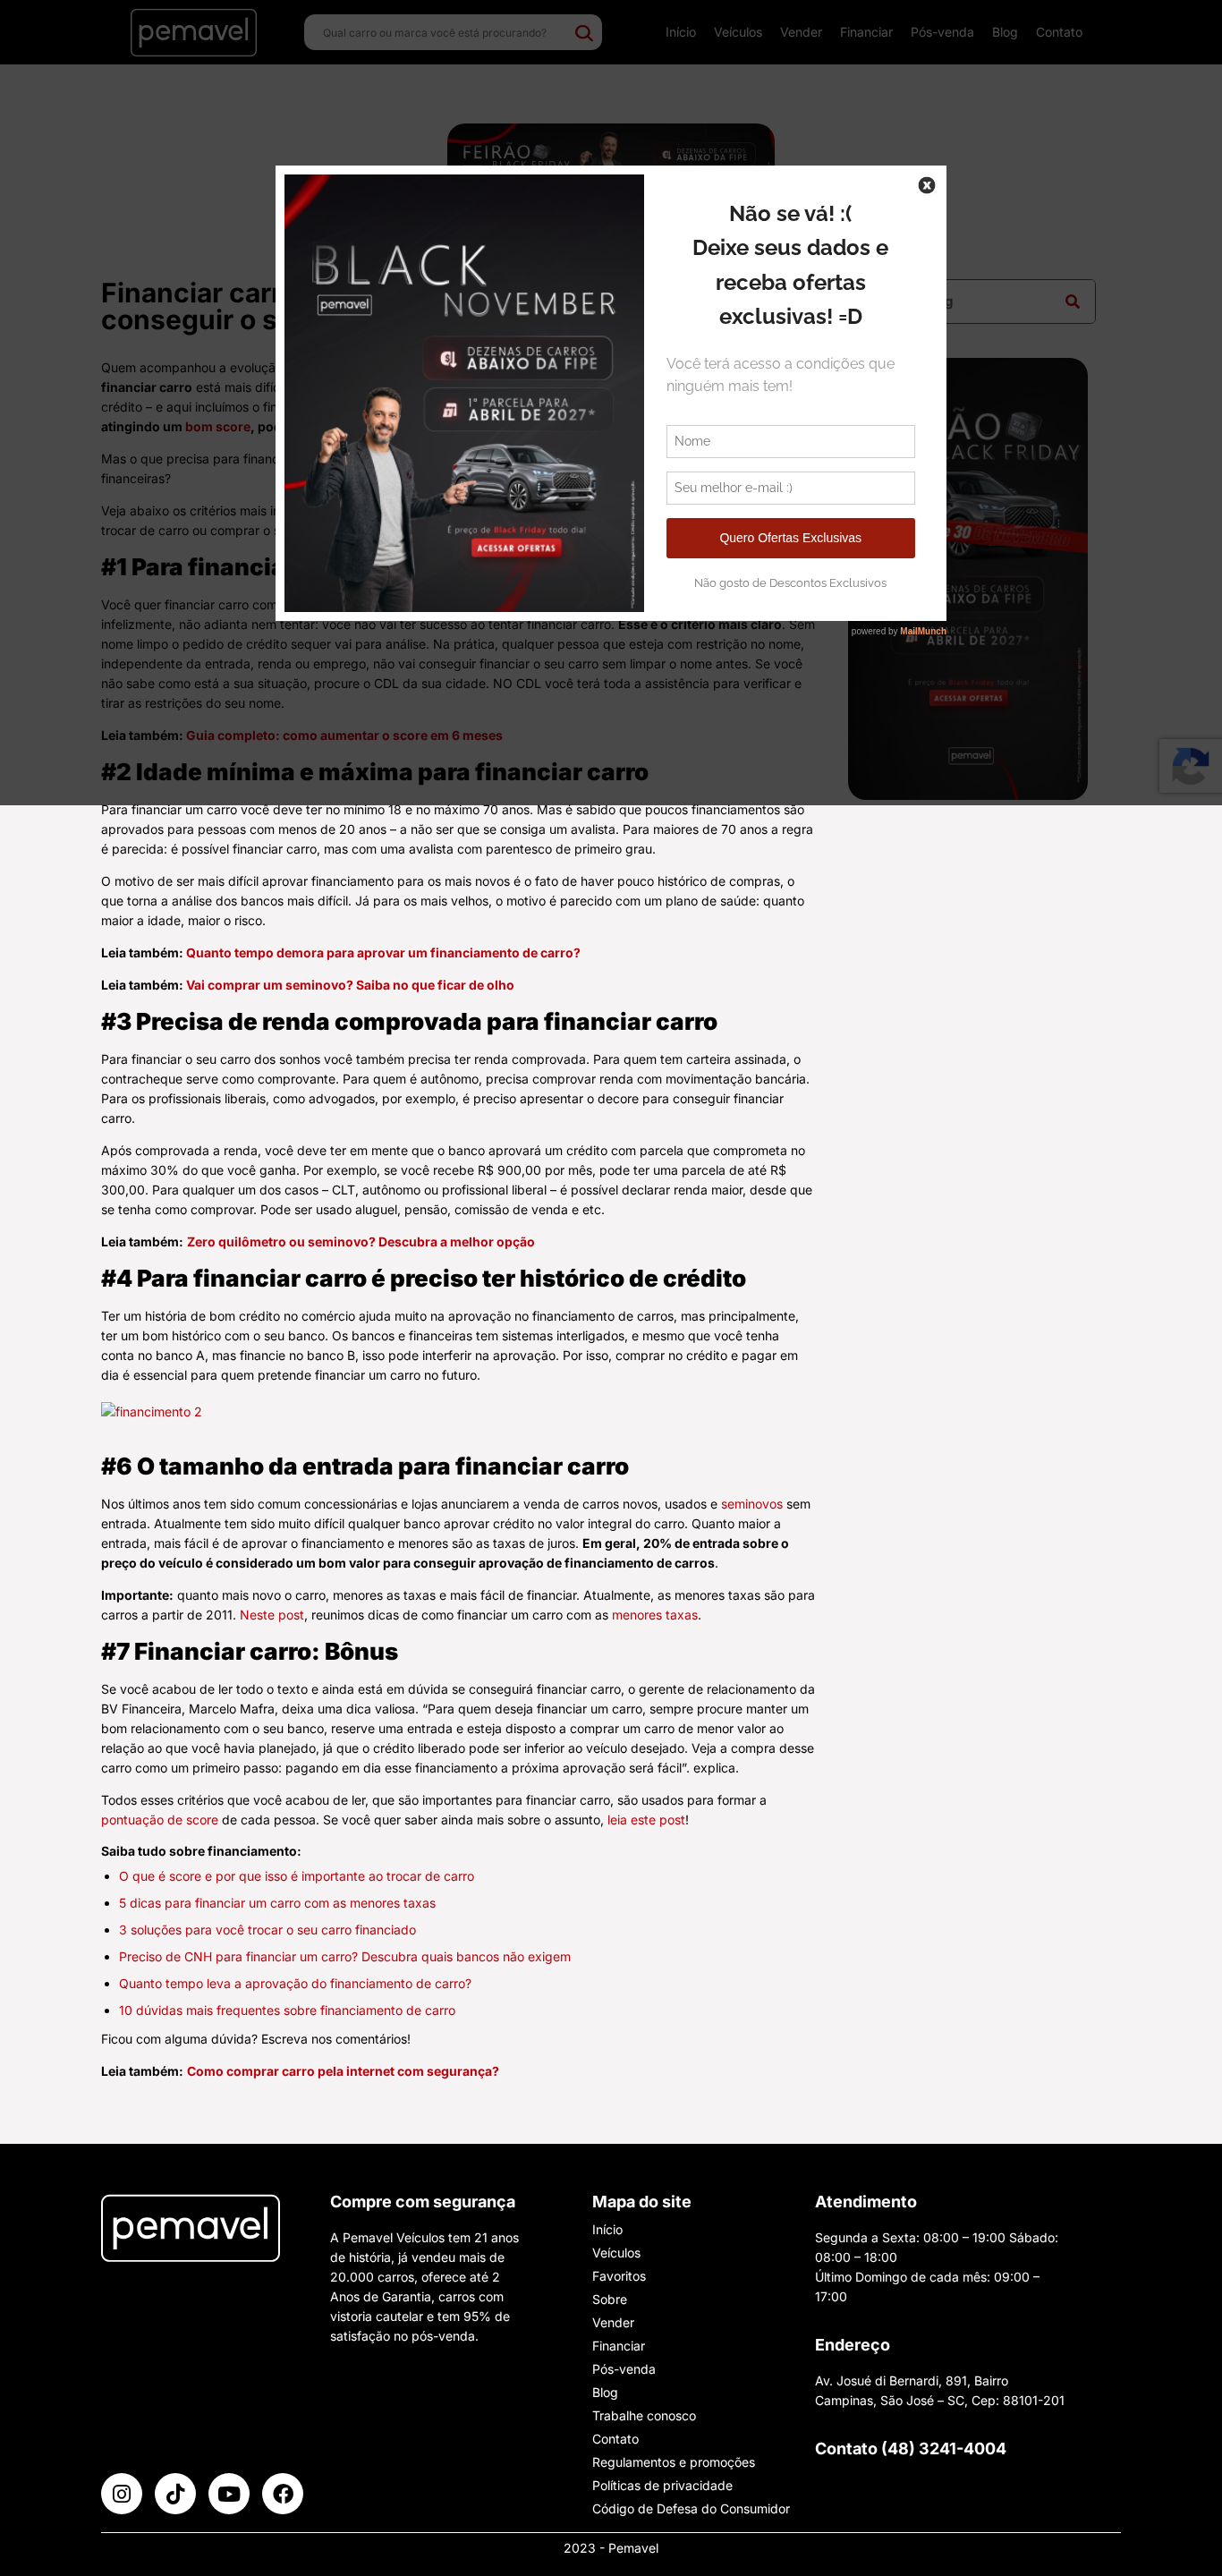 pemavel
Qual carro ou marca você está procurando?
Início Veículos Vender Financiar Pós-venda Blog Contato
FEIRÃO
BLACK FRIDAY
DEZENAS DE CARROS
ABAIXO DA FIPE
BLACK
pemavel
NOVEMBER
DEZENAS DE CARROS
ABAIXO DA FIPE
1ª PARCELA PARA
ABRIL DE 2027*
É preço de Black Friday todo dia!
ACESSAR OFERTAS
x
Não se vá! :(
Deixe seus dados e
receba ofertas
exclusivas! =D
Você terá acesso a condições que
ninguém mais tem!
Nome
Seu melhor e-mail :)
Quero Ofertas Exclusivas
Não gosto de Descontos Exclusivos
powered by MailMunch
Financiar carr
conseguir o s
Quem acompanhou a evoluçã
financiar carro está mais difíc
crédito – e aqui incluímos o fin
atingindo um bom score, pod
Mas o que precisa para financ
financeiras?
Veja abaixo os critérios mais i
trocar de carro ou comprar o s
#1 Para financia
Você quer financiar carro com
infelizmente, não adianta nem tentar: você não vai ter sucesso ao tentar financiar carro. Esse é o critério mais claro. Sem
nome limpo o pedido de crédito sequer vai para análise. Na prática, qualquer pessoa que esteja com restrição no nome,
independente da entrada, renda ou emprego, não vai conseguir financiar o seu carro sem limpar o nome antes. Se você
não sabe como está a sua situação, procure o CDL da sua cidade. NO CDL você terá toda a assistência para verificar e
tirar as restrições do seu nome.
Leia também: Guia completo: como aumentar o score em 6 meses
#2 Idade mínima e máxima para financiar carro
Para financiar um carro você deve ter no mínimo 18 e no máximo 70 anos. Mas é sabido que poucos financiamentos são
aprovados para pessoas com menos de 20 anos – a não ser que se consiga um avalista. Para maiores de 70 anos a regra
é parecida: é possível financiar carro, mas com uma avalista com parentesco de primeiro grau.
O motivo de ser mais difícil aprovar financiamento para os mais novos é o fato de haver pouco histórico de compras, o
que torna a análise dos bancos mais difícil. Já para os mais velhos, o motivo é parecido com um plano de saúde: quanto
maior a idade, maior o risco.
Leia também: Quanto tempo demora para aprovar um financiamento de carro?
Leia também: Vai comprar um seminovo? Saiba no que ficar de olho
#3 Precisa de renda comprovada para financiar carro
Para financiar o seu carro dos sonhos você também precisa ter renda comprovada. Para quem tem carteira assinada, o
contracheque serve como comprovante. Para quem é autônomo, precisa comprovar renda com movimentação bancária.
Para os profissionais liberais, como advogados, por exemplo, é preciso apresentar o decore para conseguir financiar
carro.
Após comprovada a renda, você deve ter em mente que o banco aprovará um crédito com parcela que comprometa no
máximo 30% do que você ganha. Por exemplo, se você recebe R$ 900,00 por mês, pode ter uma parcela de até R$
300,00. Para qualquer um dos casos – CLT, autônomo ou profissional liberal – é possível declarar renda maior, desde que
se tenha como comprovar. Pode ser usado aluguel, pensão, comissão de venda e etc.
Leia também: Zero quilômetro ou seminovo? Descubra a melhor opção
#4 Para financiar carro é preciso ter histórico de crédito
Ter um história de bom crédito no comércio ajuda muito na aprovação no financiamento de carros, mas principalmente,
ter um bom histórico com o seu banco. Os bancos e financeiras tem sistemas interligados, e mesmo que você tenha
conta no banco A, mas financie no banco B, isso pode interferir na aprovação. Por isso, comprar no crédito e pagar em
dia é essencial para quem pretende financiar um carro no futuro.
financimento 2
#6 O tamanho da entrada para financiar carro
Nos últimos anos tem sido comum concessionárias e lojas anunciarem a venda de carros novos, usados e seminovos sem
entrada. Atualmente tem sido muito difícil qualquer banco aprovar crédito no valor integral do carro. Quanto maior a
entrada, mais fácil é de aprovar o financiamento e menores são as taxas de juros. Em geral, 20% de entrada sobre o
preço do veículo é considerado um bom valor para conseguir aprovação de financiamento de carros.
Importante: quanto mais novo o carro, menores as taxas e mais fácil de financiar. Atualmente, as menores taxas são para
carros a partir de 2011. Neste post, reunimos dicas de como financiar um carro com as menores taxas.
#7 Financiar carro: Bônus
Se você acabou de ler todo o texto e ainda está em dúvida se conseguirá financiar carro, o gerente de relacionamento da
BV Financeira, Marcelo Mafra, deixa uma dica valiosa. “Para quem deseja financiar um carro, sempre procure manter um
bom relacionamento com o seu banco, reserve uma entrada e esteja disposto a comprar um carro de menor valor ao
relação ao que você havia planejado, já que o crédito liberado pode ser inferior ao veículo desejado. Veja a compra desse
carro como um primeiro passo: pagando em dia esse financiamento a próxima aprovação será fácil”. explica.
Todos esses critérios que você acabou de ler, que são importantes para financiar carro, são usados para formar a
pontuação de score de cada pessoa. Se você quer saber ainda mais sobre o assunto, leia este post!
Saiba tudo sobre financiamento:
O que é score e por que isso é importante ao trocar de carro
5 dicas para financiar um carro com as menores taxas
3 soluções para você trocar o seu carro financiado
Preciso de CNH para financiar um carro? Descubra quais bancos não exigem
Quanto tempo leva a aprovação do financiamento de carro?
10 dúvidas mais frequentes sobre financiamento de carro
Ficou com alguma dúvida? Escreva nos comentários!
Leia também: Como comprar carro pela internet com segurança?
g
ÃO
K FRIDAY
ABAIXO DA FIPE
1ª PARCELA PARA
ABRIL DE 2027*
É preço de Black Friday todo dia!
ACESSAR OFERTAS
pemavel
pemavel
Compre com segurança
A Pemavel Veículos tem 21 anos
de história, já vendeu mais de
20.000 carros, oferece até 2
Anos de Garantia, carros com
vistoria cautelar e tem 95% de
satisfação no pós-venda.
Mapa do site
Início
Veículos
Favoritos
Sobre
Vender
Financiar
Pós-venda
Blog
Trabalhe conosco
Contato
Regulamentos e promoções
Políticas de privacidade
Código de Defesa do Consumidor
Atendimento
Segunda a Sexta: 08:00 – 19:00 Sábado:
08:00 – 18:00
Último Domingo de cada mês: 09:00 –
17:00
Endereço
Av. Josué di Bernardi, 891, Bairro
Campinas, São José – SC, Cep: 88101-201
Contato (48) 3241-4004
2023 - Pemavel